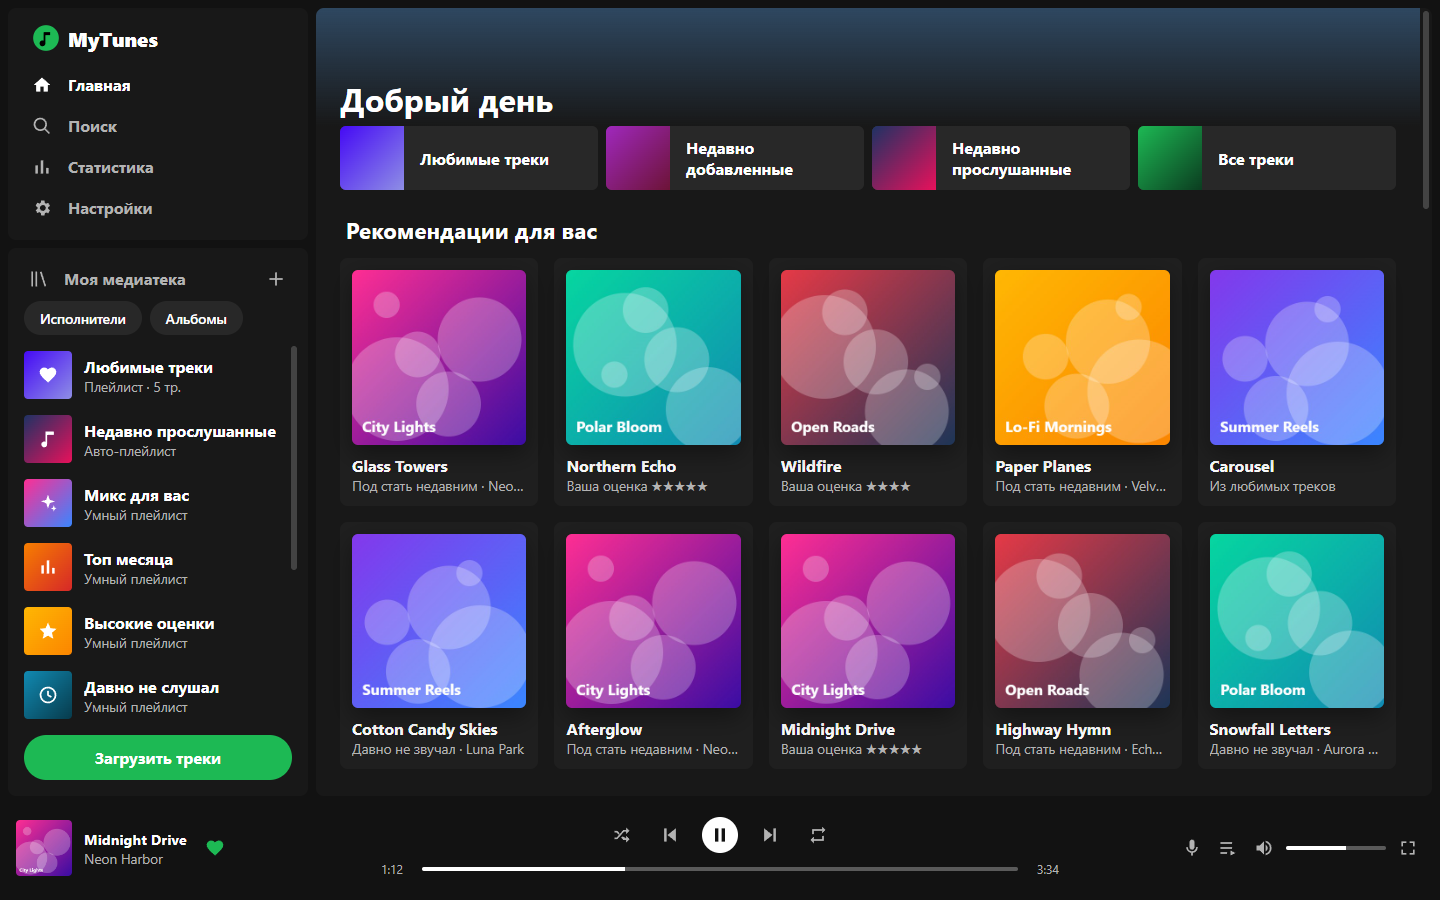 MyTunes
Главная
Поиск
Статистика
Настройки
Моя медиатека
Исполнители
Альбомы
Любимые треки
Плейлист · 5 тр.
Недавно прослушанные
Авто-плейлист
Микс для вас
Умный плейлист
Топ месяца
Умный плейлист
Высокие оценки
Умный плейлист
Давно не слушал
Умный плейлист
Загрузить треки
Добрый день
Любимые треки
Недавно
добавленные
Недавно
прослушанные
Все треки
Рекомендации для вас
City Lights
Glass Towers
Под стать недавним · Neo...
Polar Bloom
Northern Echo
Ваша оценка ★★★★★
Open Roads
Wildfire
Ваша оценка ★★★★
Lo-Fi Mornings
Paper Planes
Под стать недавним · Velv...
Summer Reels
Carousel
Из любимых треков
Summer Reels
Cotton Candy Skies
Давно не звучал · Luna Park
City Lights
Afterglow
Под стать недавним · Neo...
City Lights
Midnight Drive
Ваша оценка ★★★★★
Open Roads
Highway Hymn
Под стать недавним · Ech...
Polar Bloom
Snowfall Letters
Давно не звучал · Aurora ...
City Lights
Midnight Drive
Neon Harbor
1:12
3:34